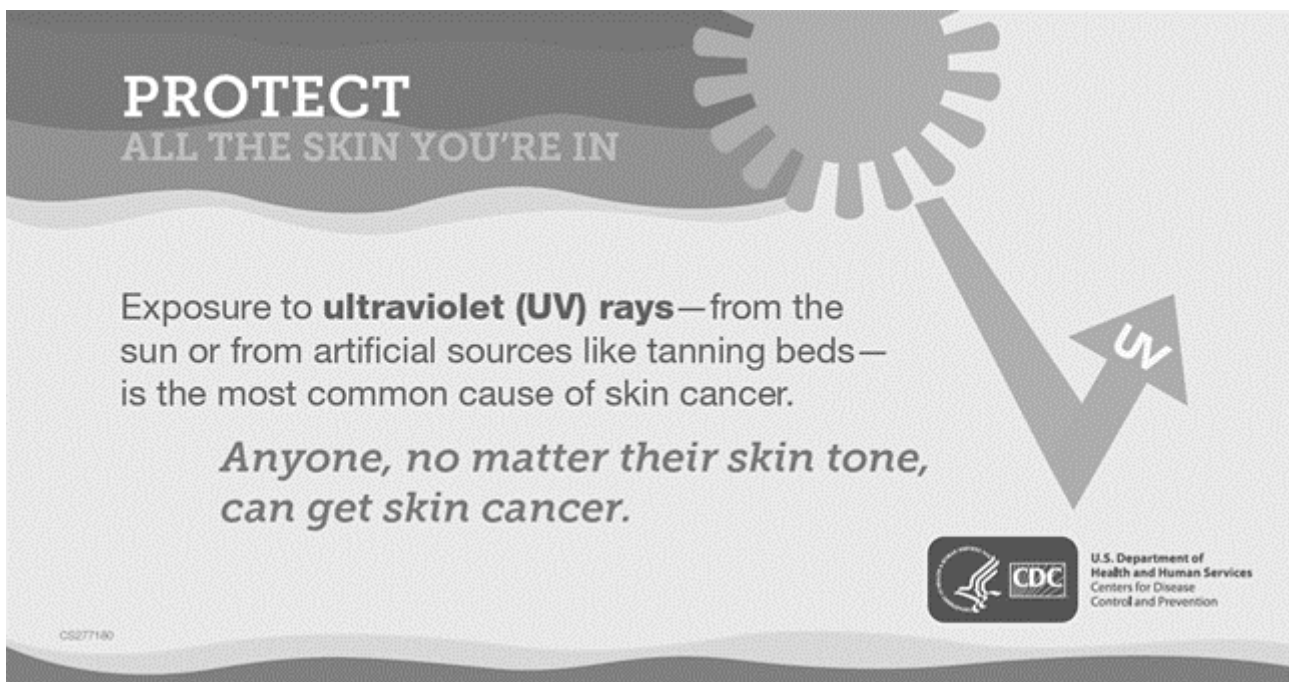 PROTECT
ALL THE SKIN YOU'RE IN
Exposure to ultraviolet (UV) rays—from the
sun or from artificial sources like tanning beds—
is the most common cause of skin cancer.
Anyone, no matter their skin tone,
can get skin cancer.
UV
CDC
U.S. Department of
Health and Human Services
Centers for Disease
Control and Prevention
CS277180